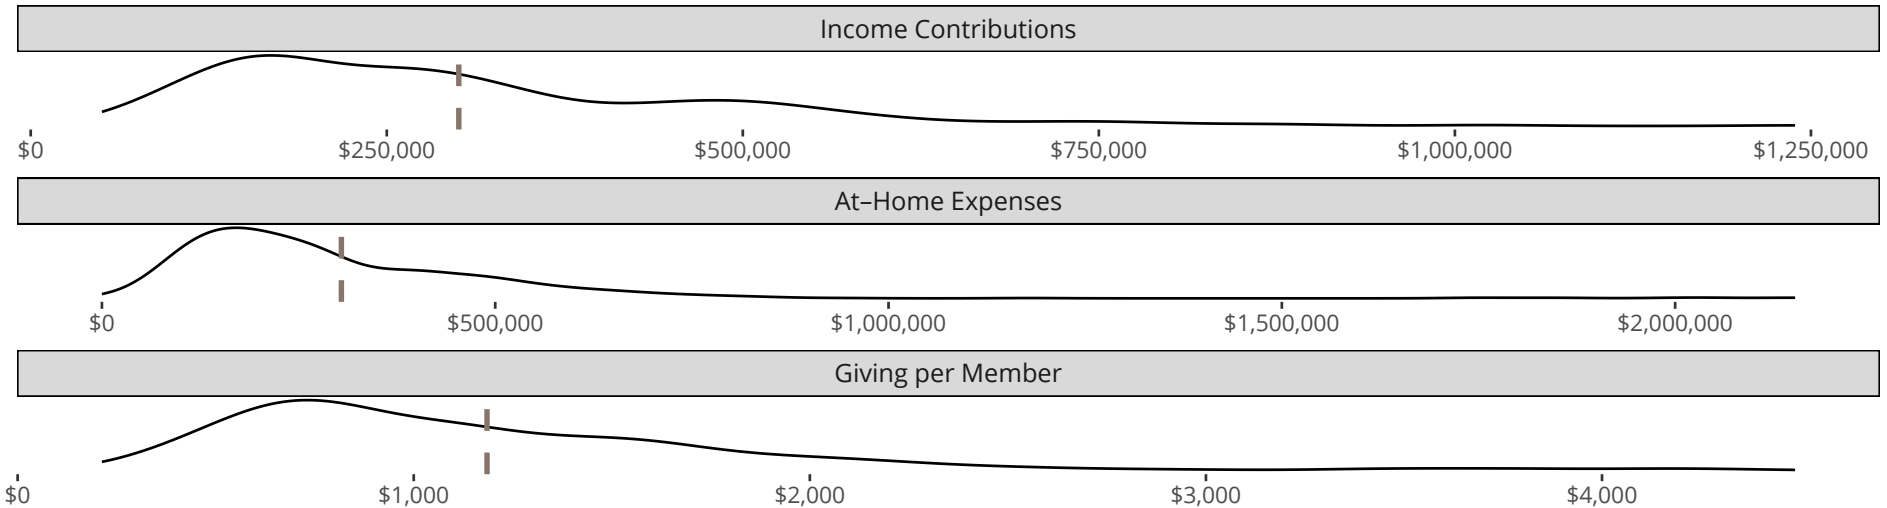 Income Contributions
$0 $250,000 $500,000 $750,000 $1,000,000 $1,250,000
At–Home Expenses
$0 $500,000 $1,000,000 $1,500,000 $2,000,000
Giving per Member
$0 $1,000 $2,000 $3,000 $4,000